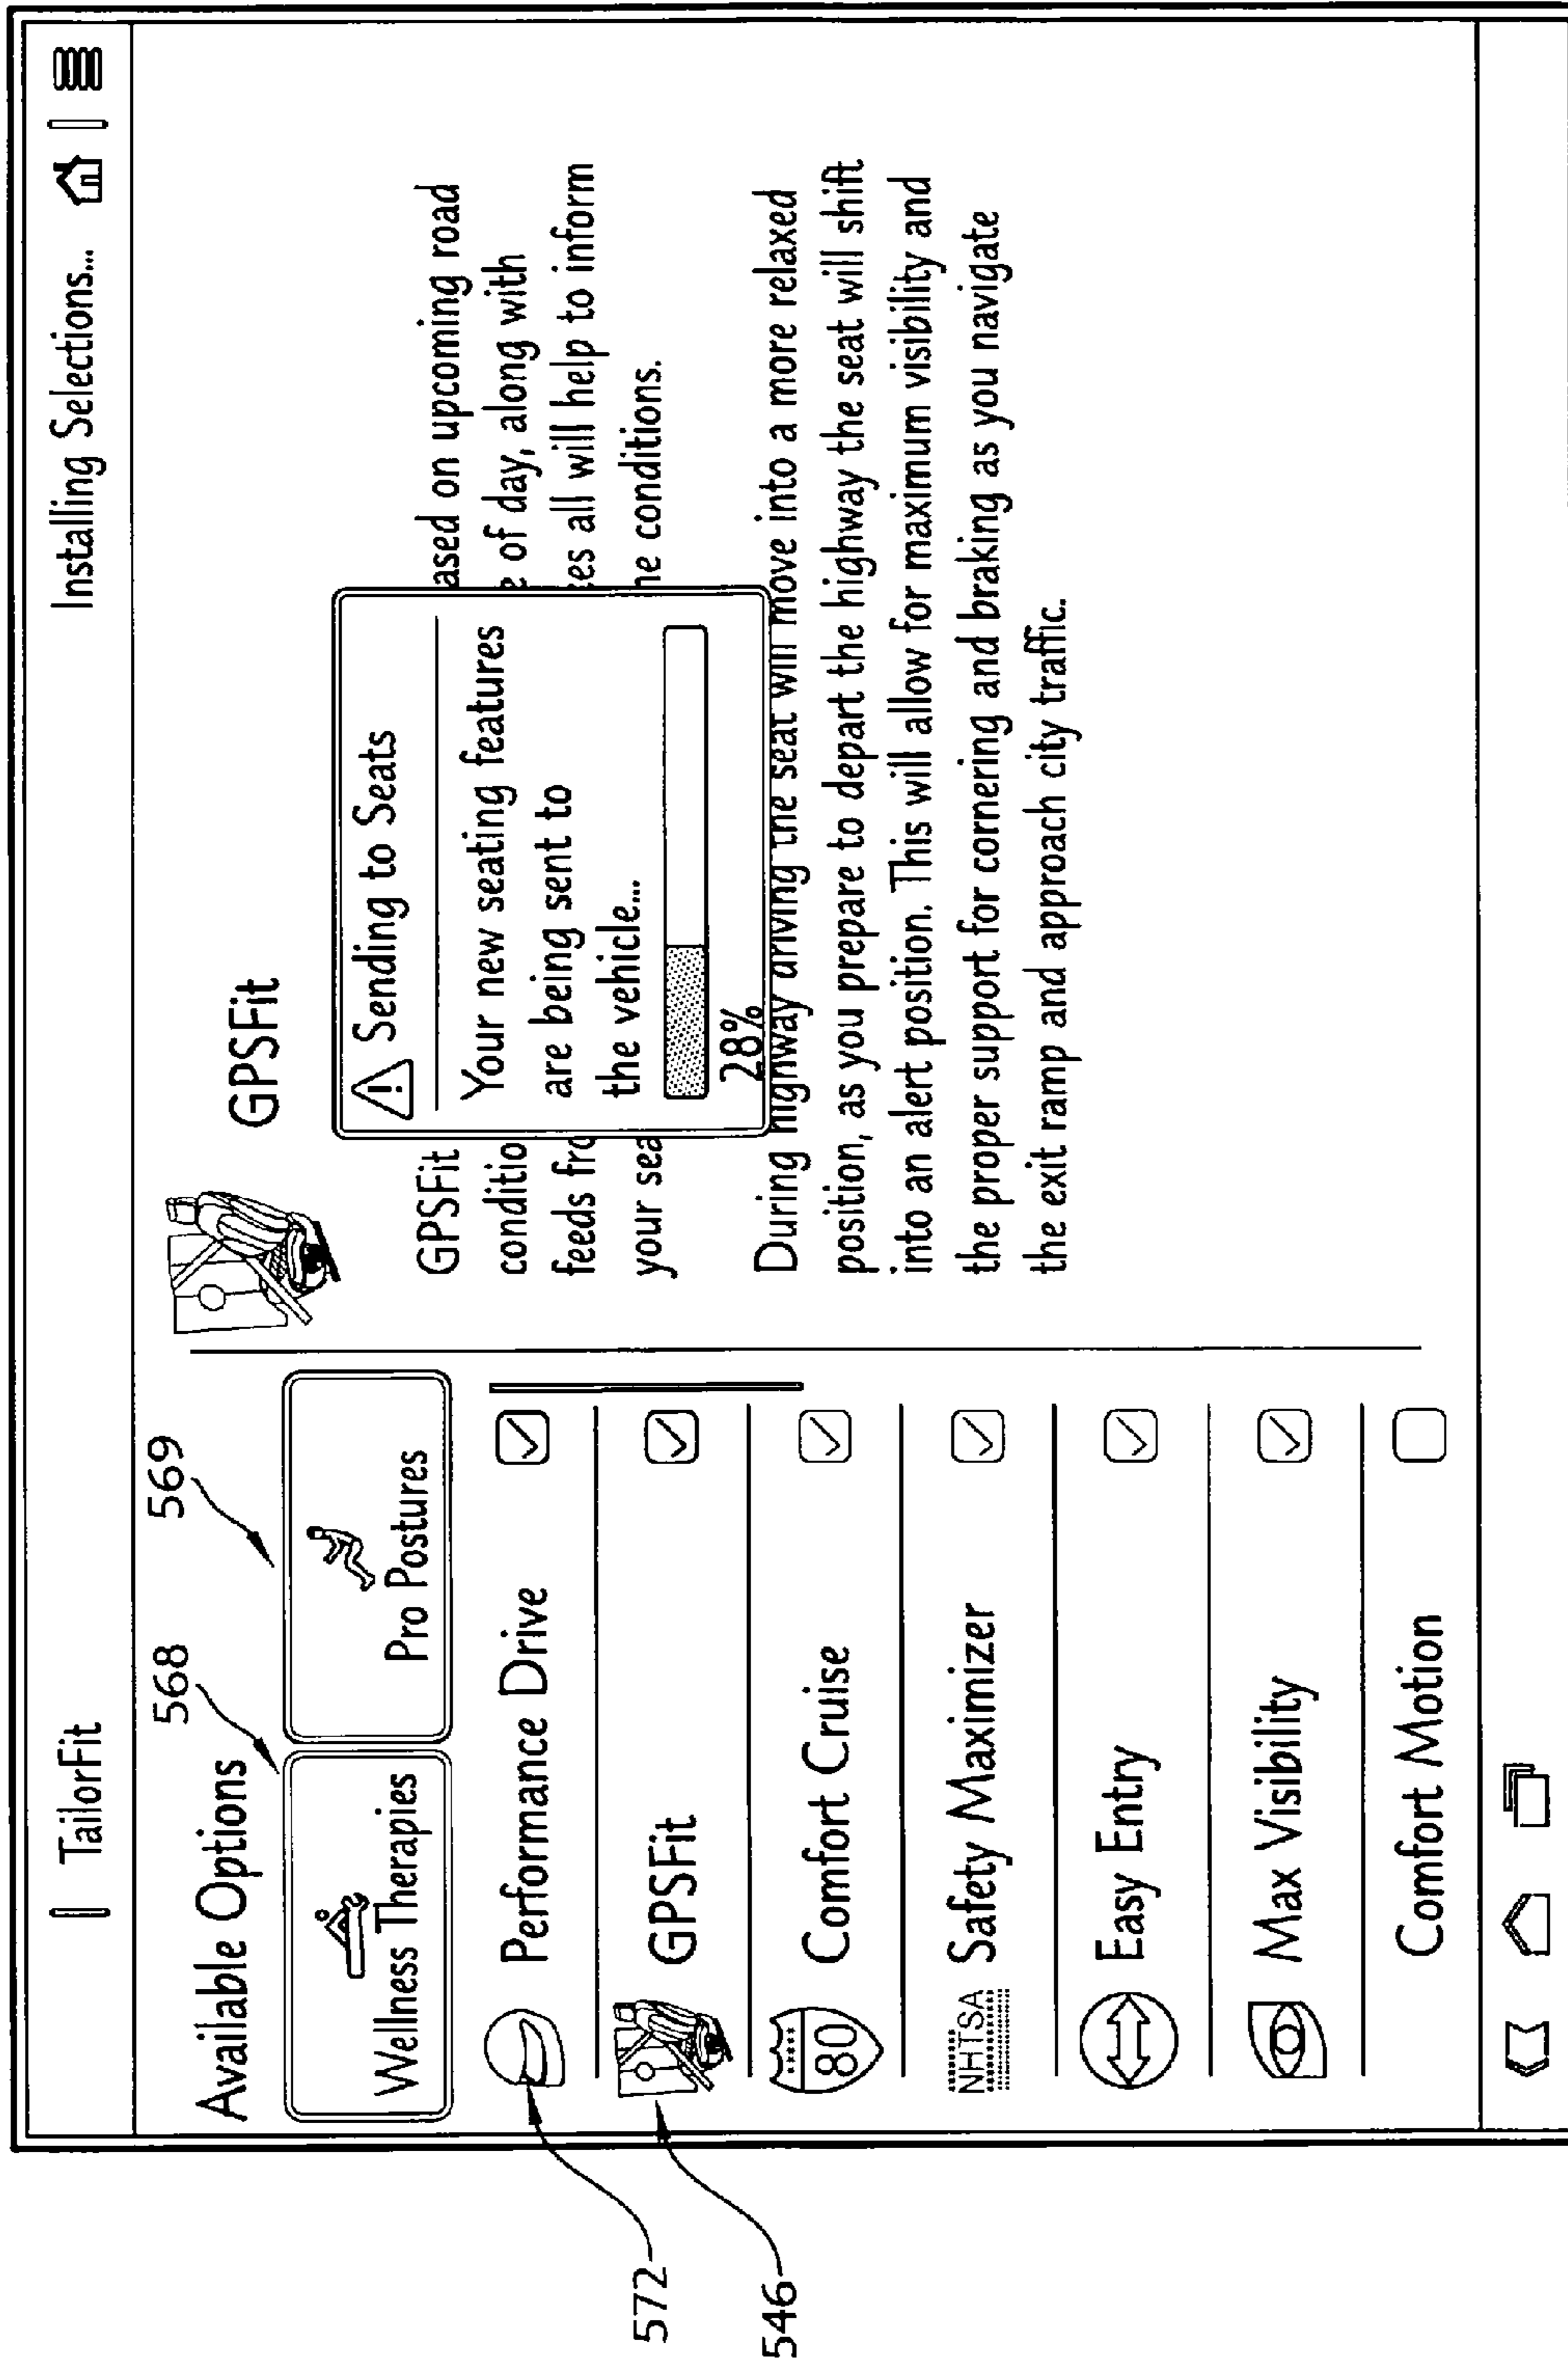 TailorFit
Installing Selections...
Available Options
568
569
Wellness Therapies
Pro Postures
572
Performance Drive
546
GPSFit
80
Comfort Cruise
NHTSA
Safety Maximizer
Easy Entry
Max Visibility
Comfort Motion
GPSFit
GPSFit ased on upcoming road
conditio e of day, along with
feeds fro es all will help to inform
your sea he conditions.
Sending to Seats
Your new seating features
are being sent to
the vehicle...
28%
During highway driving the seat will move into a more relaxed
position, as you prepare to depart the highway the seat will shift
into an alert position. This will allow for maximum visibility and
the proper support for cornering and braking as you navigate
the exit ramp and approach city traffic.